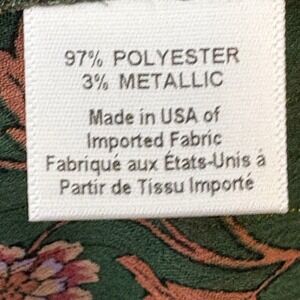 97% POLYESTER
3% METALLIC
Made in USA of
Imported Fabric
Fabriqué aux États-Unis à
Partir de Tissu Importé